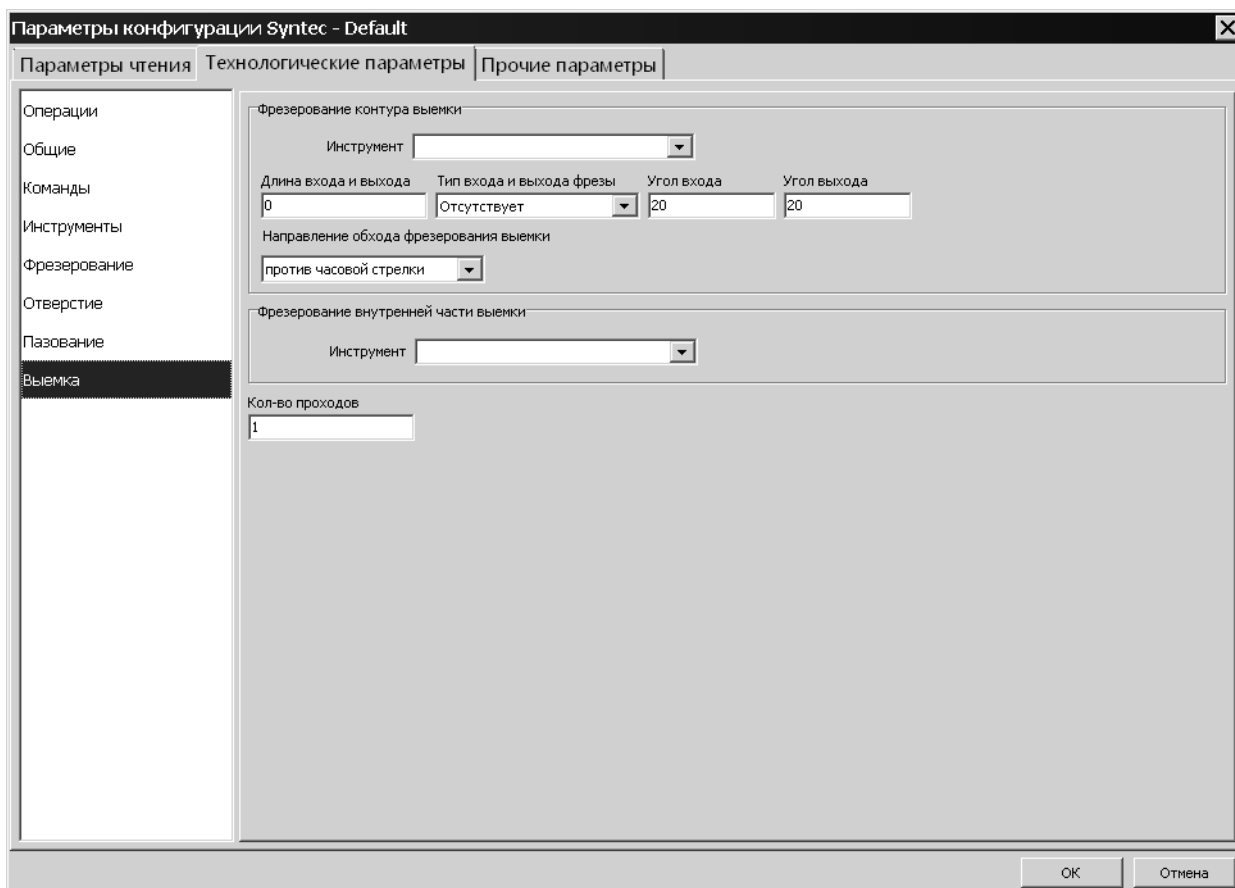 Параметры конфигурации Syntec - Default
Параметры чтения Технологические параметры Прочие параметры
Операции
Общие
Команды
Инструменты
Фрезерование
Отверстие
Пазование
Выемка
Фрезерование контура выемки
Инструмент
Длина входа и выхода Тип входа и выхода фрезы Угол входа Угол выхода
0 Отсутствует 20 20
Направление обхода фрезерования выемки
против часовой стрелки
Фрезерование внутренней части выемки
Инструмент
Кол-во проходов
1
ОК Отмена